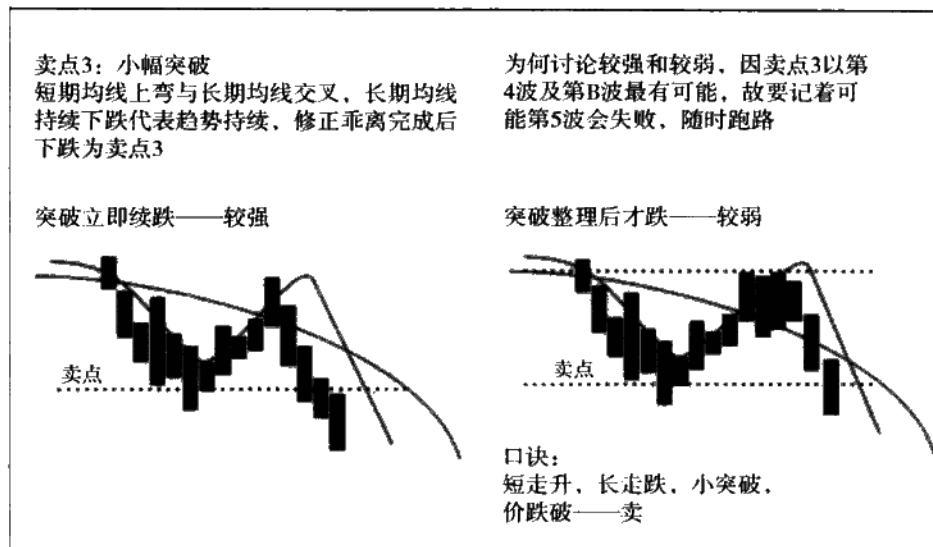 卖点3：小幅突破
短期均线上弯与长期均线交叉，长期均线
持续下跌代表趋势持续，修正乖离完成后
下跌为卖点3
为何讨论较强和较弱，因卖点3以第
4波及第B波最有可能，故要记着可
能第5波会失败，随时跑路
突破立即续跌——较强
卖点
突破整理后才跌——较弱
卖点
口诀：
短走升，长走跌，小突破，
价跌破——卖